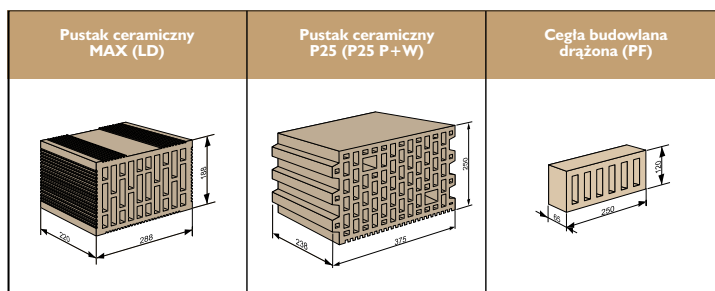 Pustak ceramiczny
MAX (LD)
Pustak ceramiczny
P25 (P25 P+W)
Cegła budowlana
drążona (PF)
188
220
288
250
238
375
120
65
250